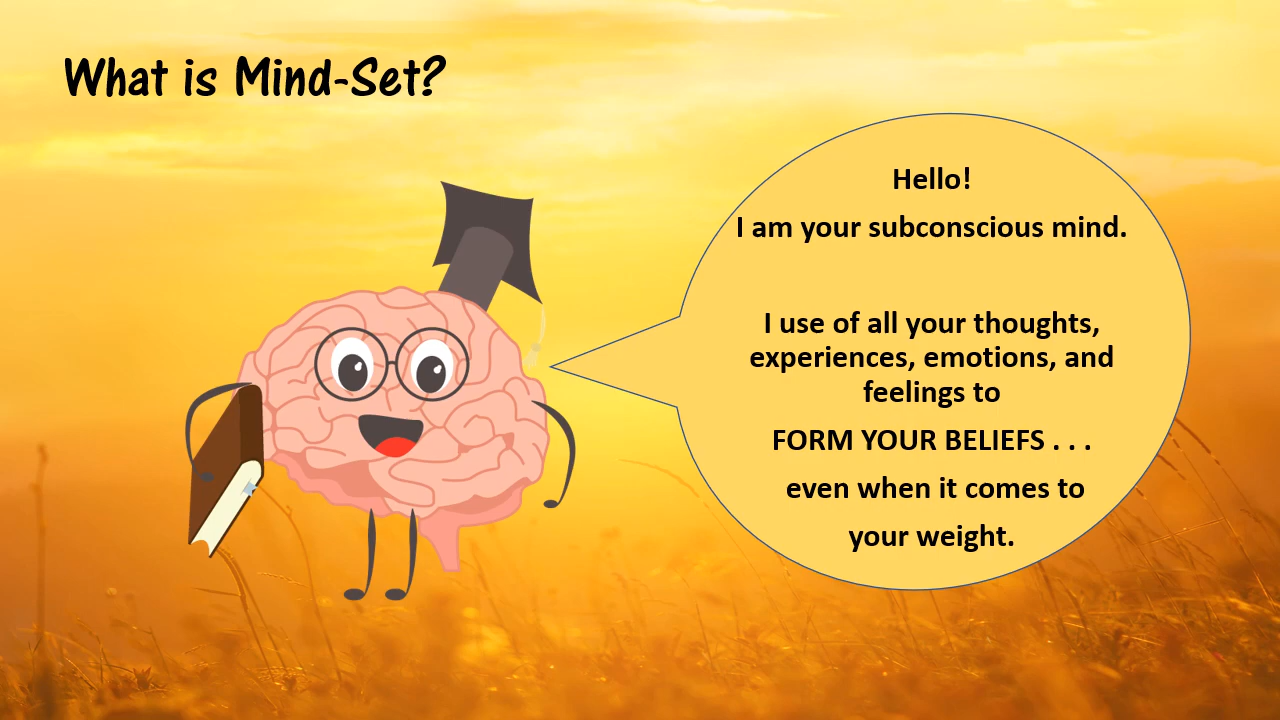 What is Mind-Set?
Hello!
I am your subconscious mind.
I use of all your thoughts,
experiences, emotions, and
feelings to
FORM YOUR BELIEFS . . .
even when it comes to
your weight.